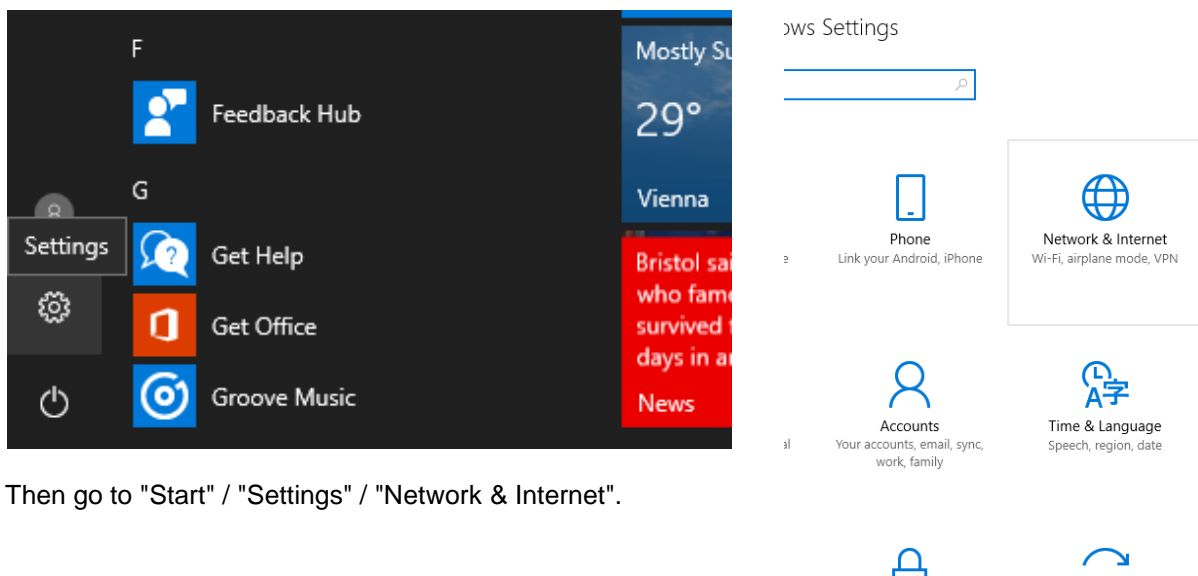 F
Feedback Hub
G
Settings
Get Help
Get Office
Groove Music
Mostly Su
29°
Vienna
Bristol sai
who fame
survived
days in a
News
Then go to "Start" / "Settings" / "Network & Internet".
ows Settings
Phone
Link your Android, iPhone
Network & Internet
Wi-Fi, airplane mode, VPN
e
Accounts
Your accounts, email, sync,
work, family
Time & Language
Speech, region, date
al